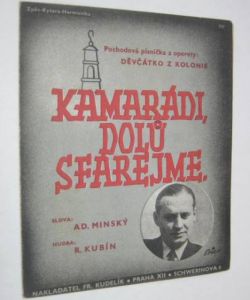 Zpěv-Kytara-Harmonika
Pochodová písnička z operety:
DĚVČÁTKO Z KOLONIE
KAMARÁDI,
DOLŮ
SFÁREJME.
SLOVA: AD. MINSKÝ
HUDBA: R. KUBÍN
NAKLADATEL FR. KUDELÍK • PRAHA XII • SCHWERINOVA 8